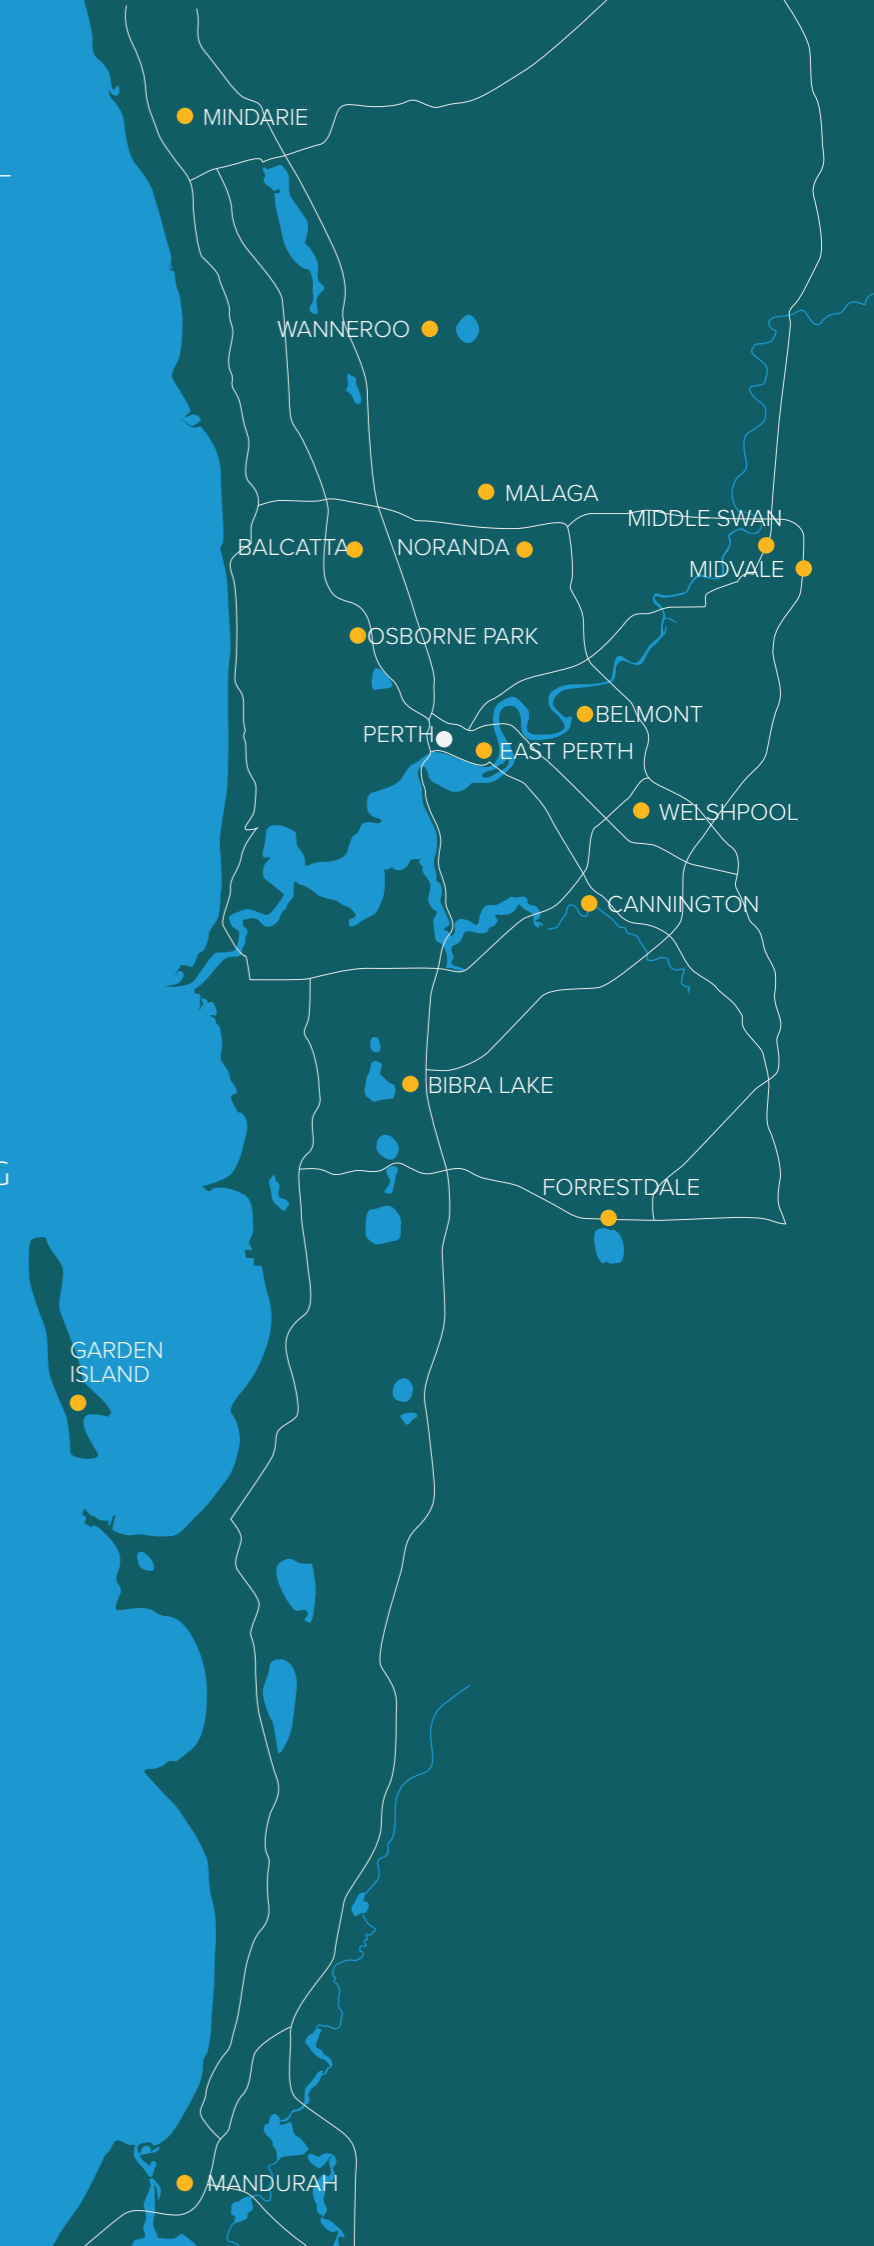 MINDARIE
WANNEROO
MALAGA
MIDDLE SWAN
BALCATTA
NORANDA
MIDVALE
OSBORNE PARK
BELMONT
PERTH
EAST PERTH
WELSHPOOL
CANNINGTON
BIBRA LAKE
G
FORRESTDALE
GARDEN
ISLAND
MANDURAH